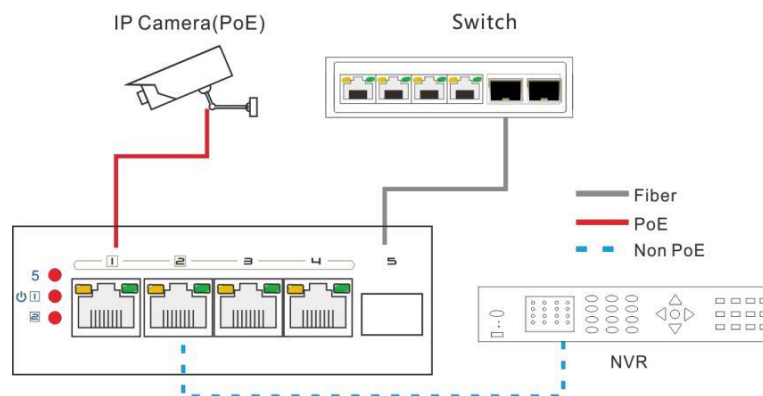 IP Camera(PoE)
Switch
Fiber
PoE
Non PoE
1 2 3 4 5
5
1
2
NVR